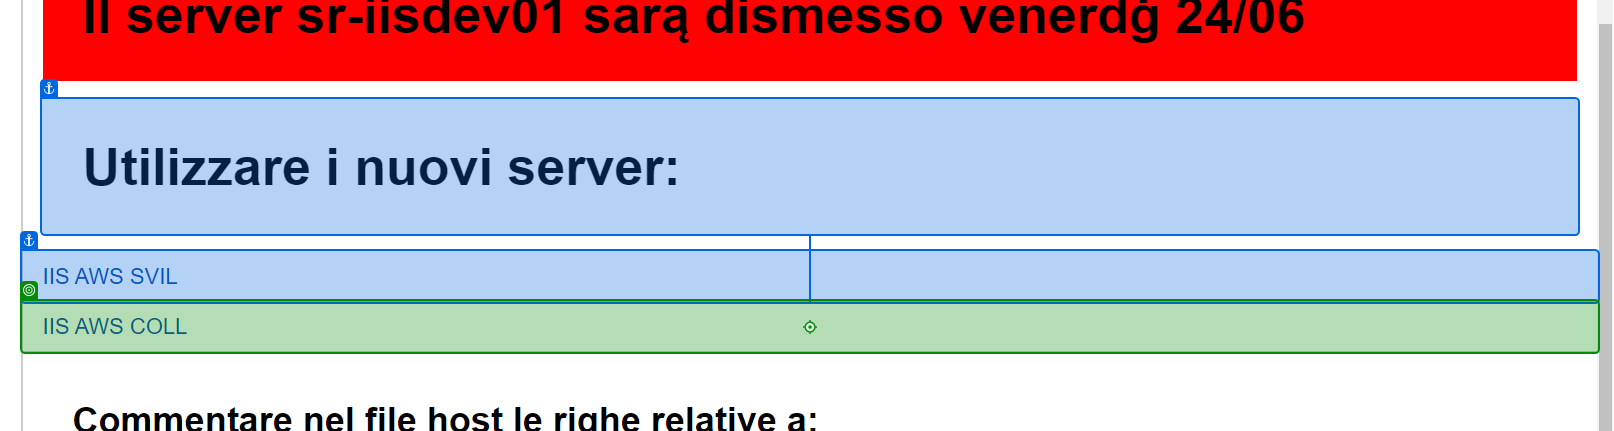 Il server sr-iisdev01 sarą dismesso venerdġ 24/06
Utilizzare i nuovi server:
IIS AWS SVIL
IIS AWS COLL
Commentare nel file host le righe relative a: